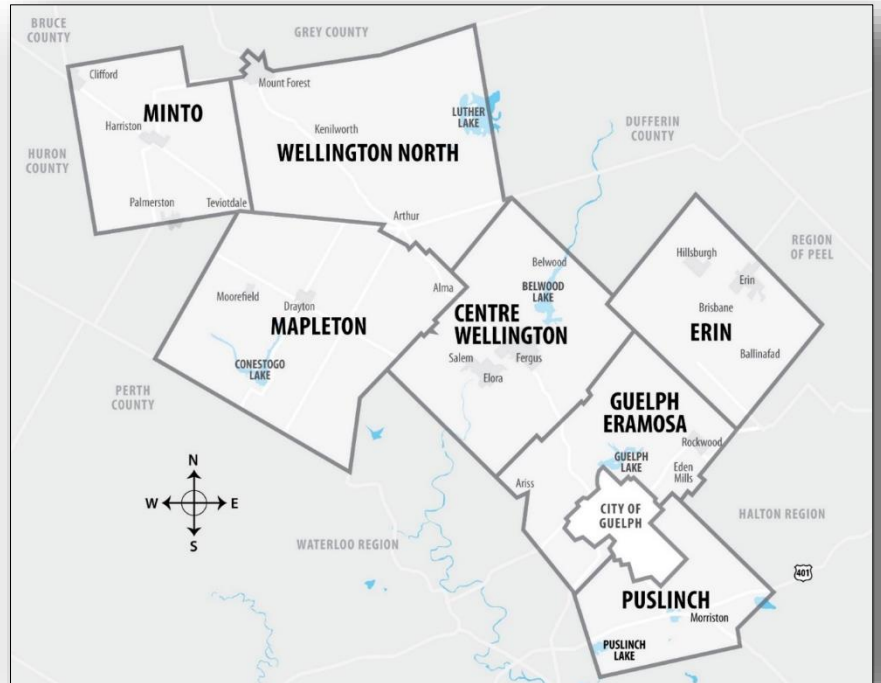 BRUCE
COUNTY
GREY COUNTY
Clifford
Mount Forest
MINTO
LUTHER
LAKE
Harriston
Kenilworth
DUFFERIN
COUNTY
WELLINGTON NORTH
HURON
COUNTY
Palmerston
Teviotdale
Arthur
REGION
OF PEEL
Hillsburgh
Belwood
Erin
Alma
BELWOOD
LAKE
Moorefield
Drayton
Brisbane
MAPLETON
CENTRE
WELLINGTON
ERIN
Salem
Fergus
Ballinafad
Elora
CONESTOGO
LAKE
PERTH
COUNTY
GUELPH
ERAMOSA
Rockwood
GUELPH
LAKE
Eden
Mills
Ariss
N
W
E
S
CITY OF
GUELPH
HALTON REGION
WATERLOO REGION
401
PUSLINCH
Morriston
PUSLINCH
LAKE